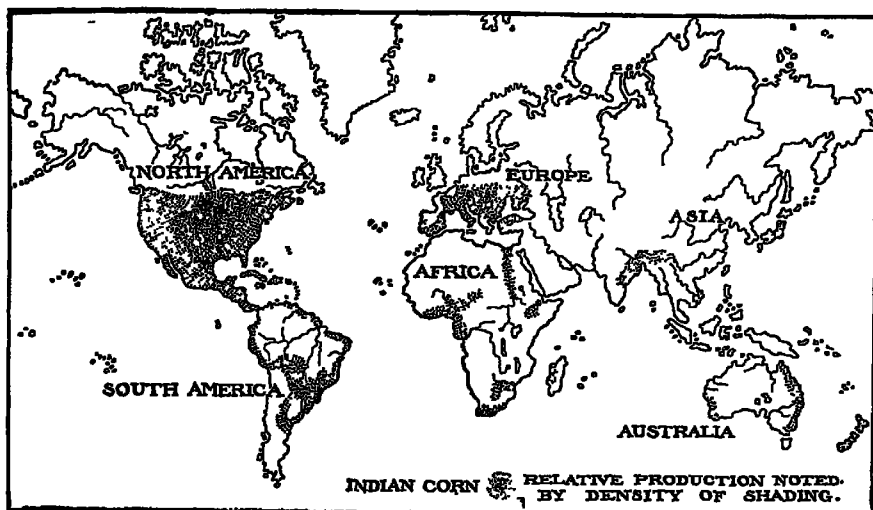 NORTH AMERICA
EUROPE
ASIA
AFRICA
SOUTH AMERICA
AUSTRALIA
INDIAN CORN RELATIVE PRODUCTION NOTED
BY DENSITY OF SHADING.